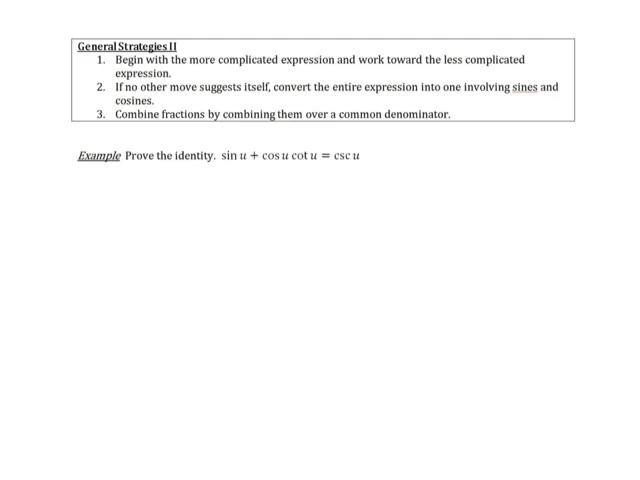 General Strategies II
1. Begin with the more complicated expression and work toward the less complicated
expression.
2. If no other move suggests itself, convert the entire expression into one involving sines and
cosines.
3. Combine fractions by combining them over a common denominator.
Example Prove the identity. sin u + cos u cot u = csc u